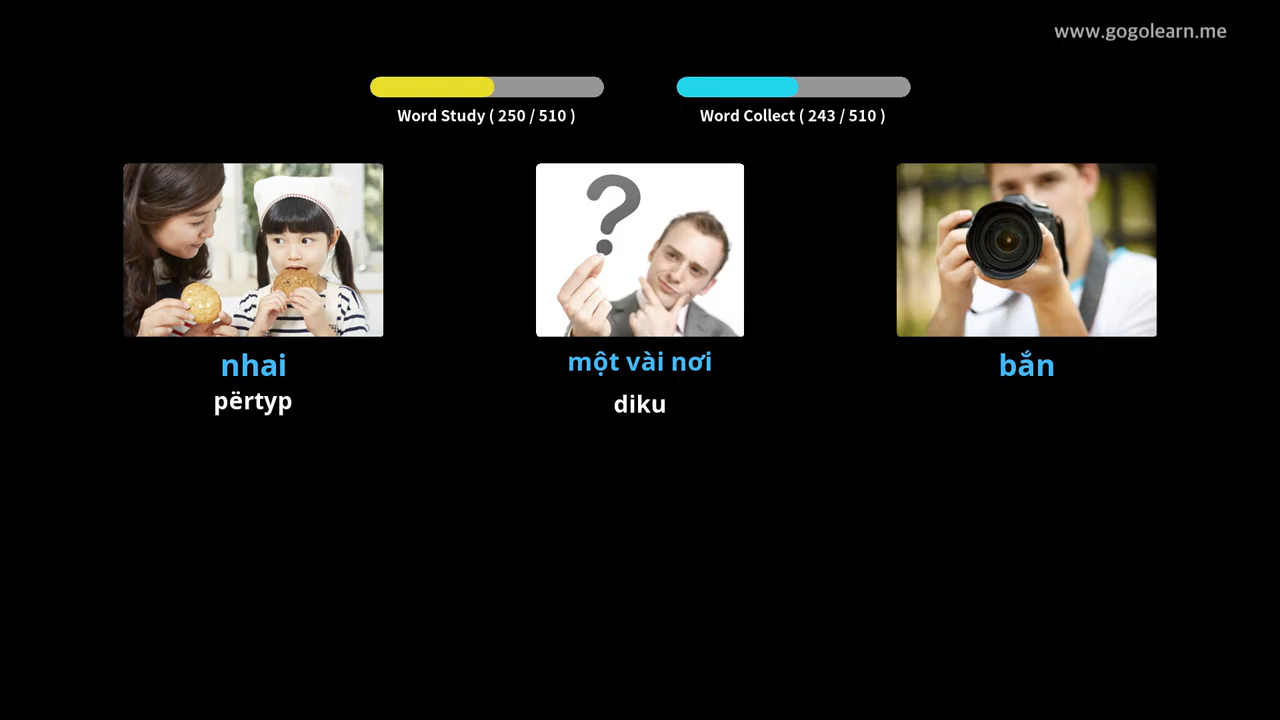 www.gogolearn.me
Word Study ( 250 / 510 )
Word Collect ( 243 / 510 )
nhai
përtyp
một vài nơi
diku
bắn